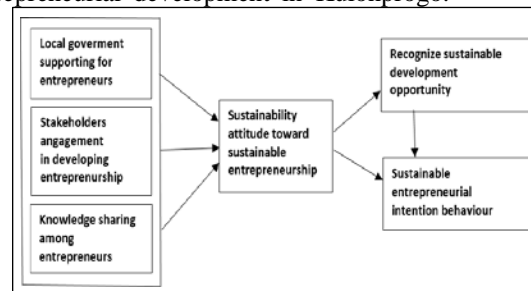 epreneurial development in Kulonprogo.
Local goverment
supporting for
entrepreneurs
Stakeholders
angagement
in developing
entreprenurship
Knowledge sharing
among
entrepreneurs
Sustainability
attitude toward
sustainable
entrepreneurship
Recognize sustainable
development
opportunity
Sustainable
entrepreneurial
intention behaviour